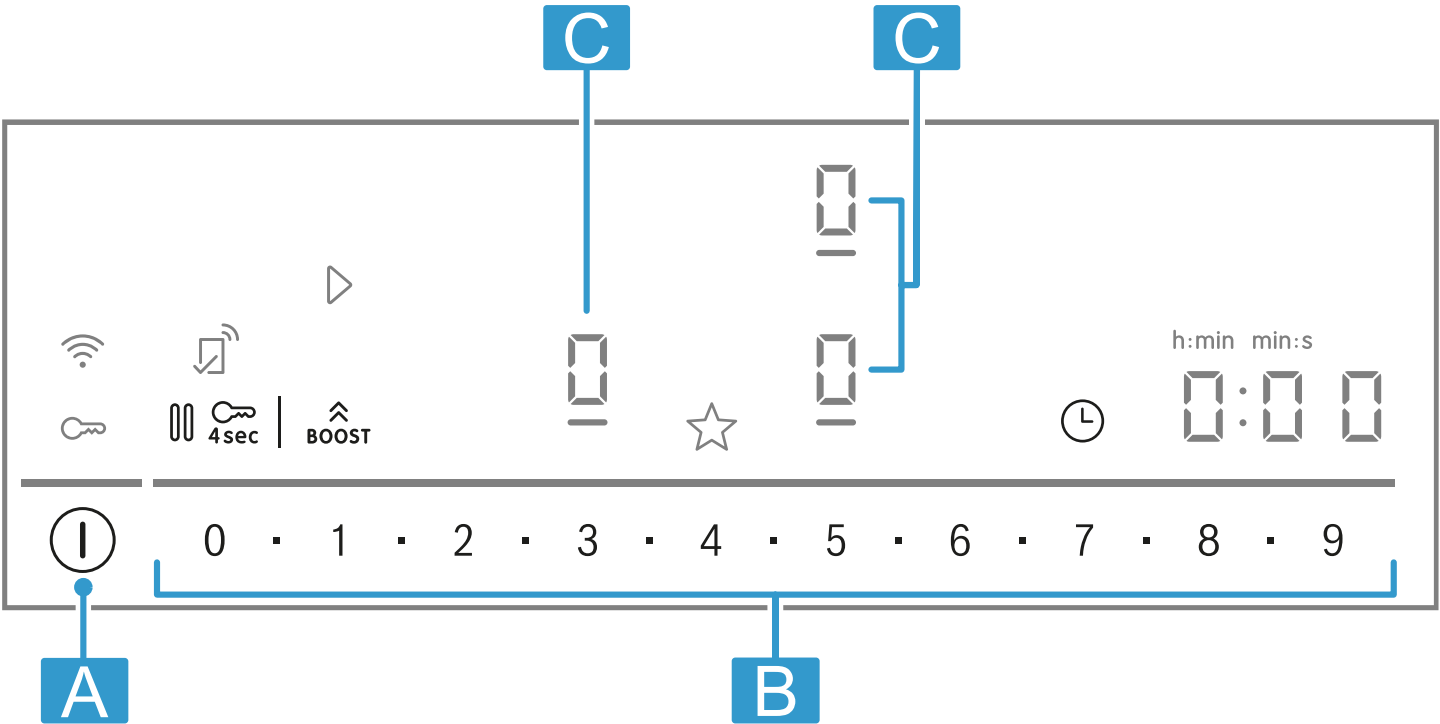 C C
0
h:min min:s
0 0 0:00
4sec BOOST
0 · 1 · 2 · 3 · 4 · 5 · 6 · 7 · 8 · 9
A B